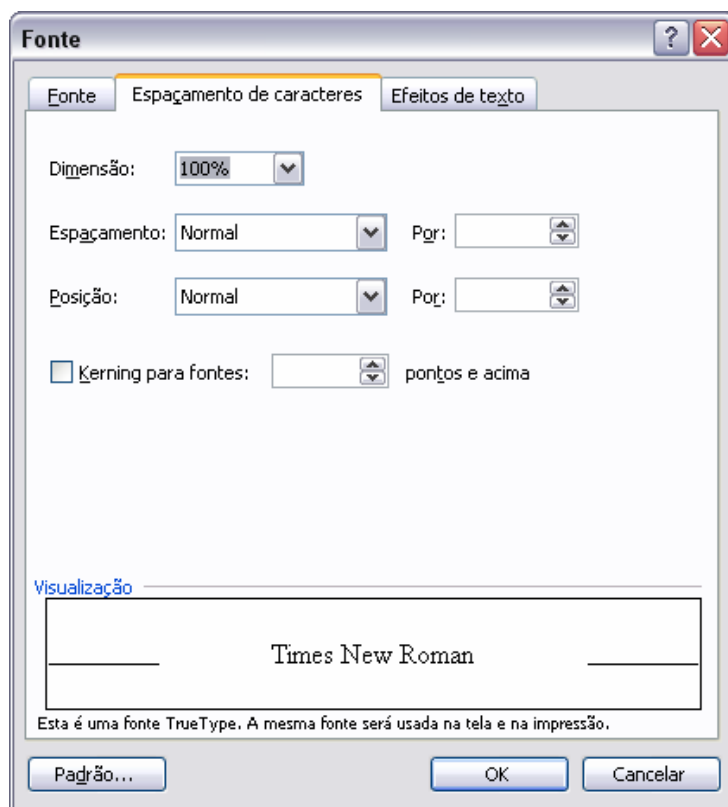 Fonte
Fonte Espaçamento de caracteres Efeitos de texto
Dimensão: 100%
Espaçamento: Normal Por:
Posição: Normal Por:
Kerning para fontes: pontos e acima
Visualização
Times New Roman
Esta é uma fonte TrueType. A mesma fonte será usada na tela e na impressão.
Padrão... OK Cancelar